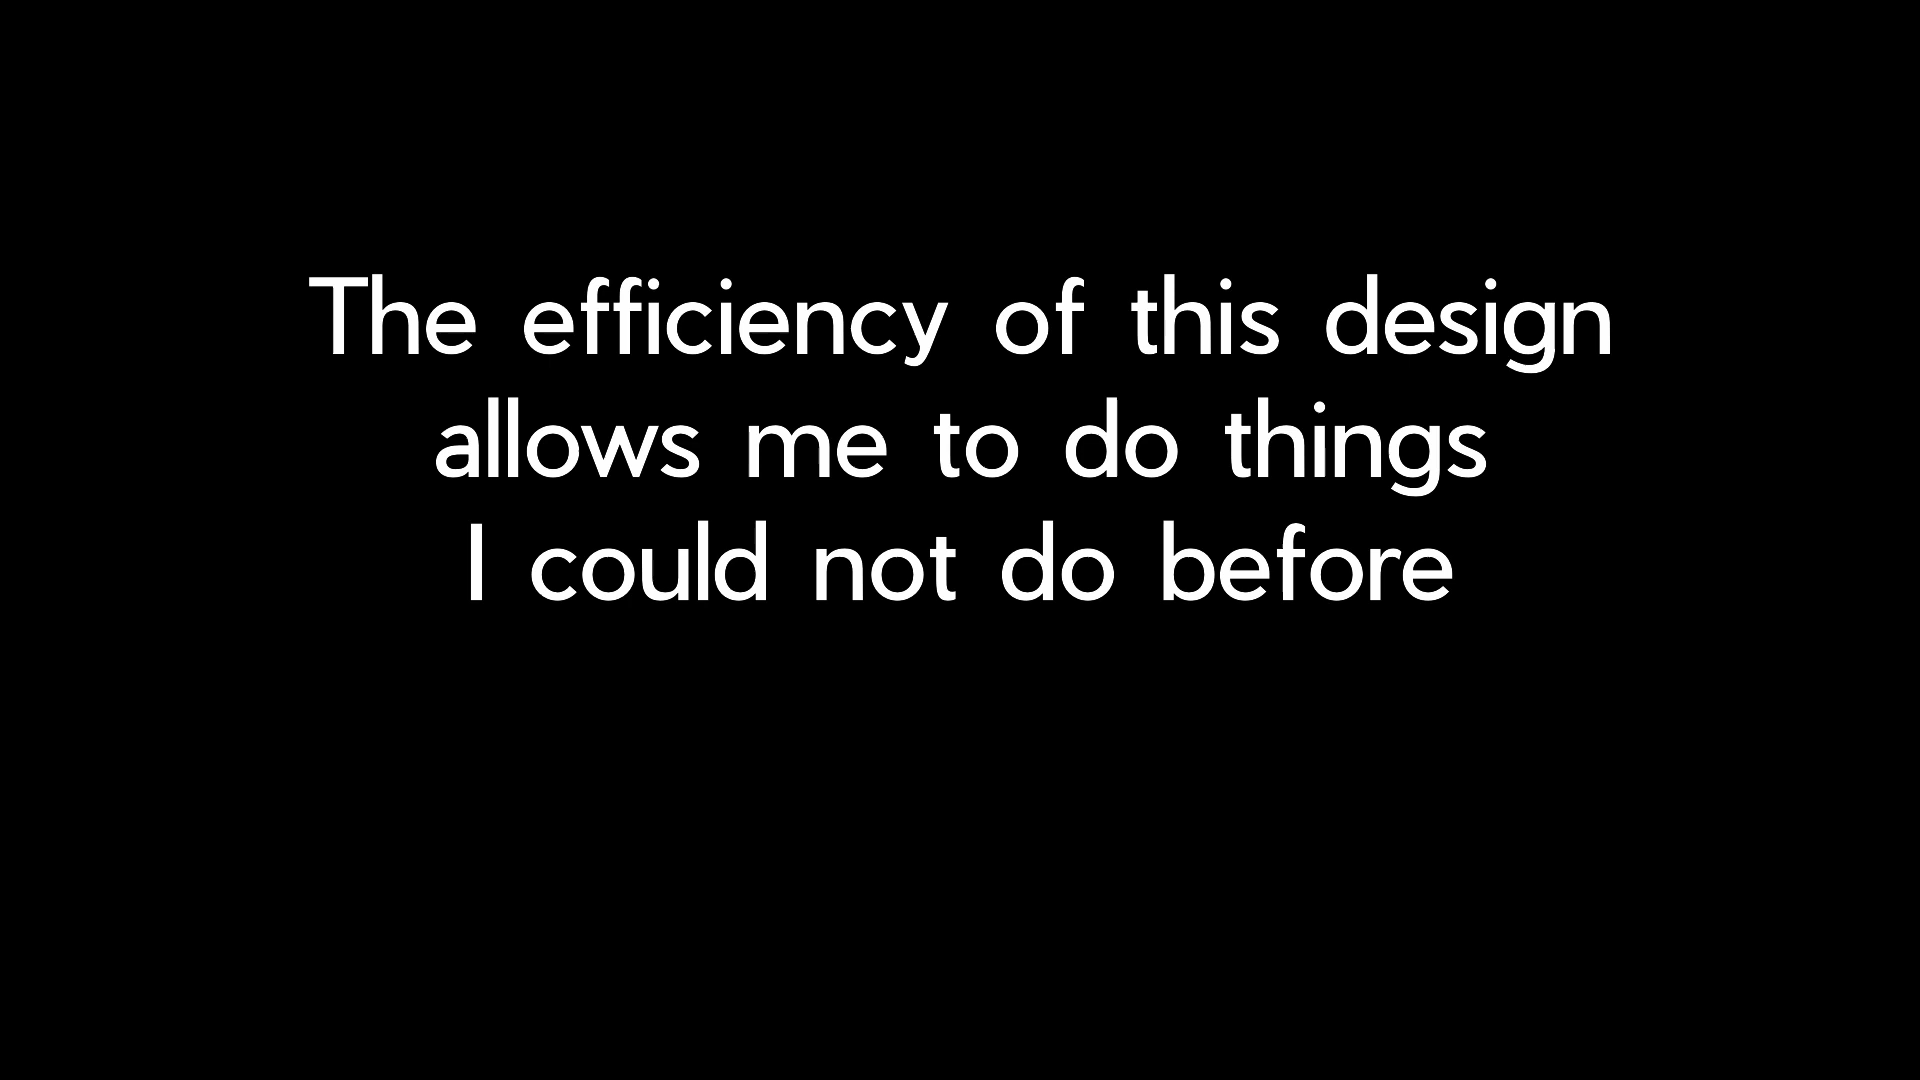 The efficiency of this design
allows me to do things
I could not do before